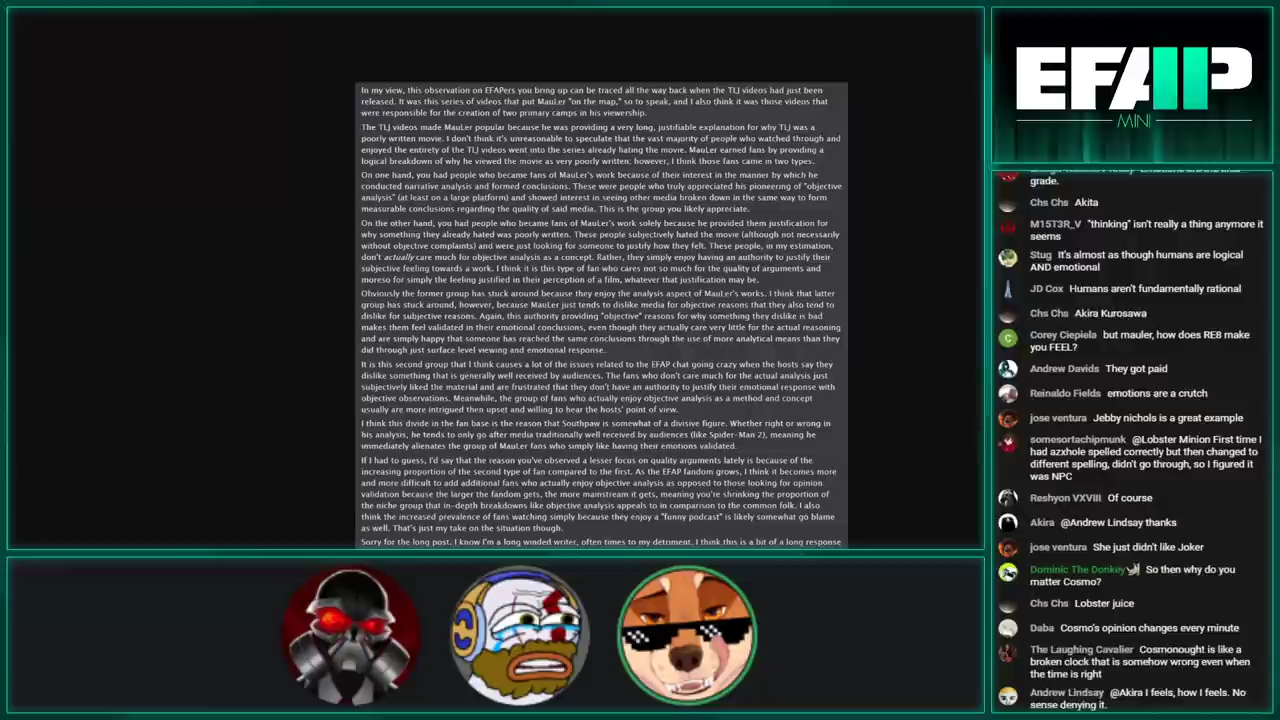 In my view, this observation on EFAPers you bring up can be traced all the way back when the TLJ videos had just been
released. It was this series of videos that put MauLer "on the map," so to speak, and I also think it was those videos that
were responsible for the creation of two primary camps in his viewership.
The TLJ videos made MauLer popular because he was providing a very long, justifiable explanation for why TLJ was a
poorly written movie. I don't think it's unreasonable to speculate that the vast majority of people who watched through and
enjoyed the entirety of the TLJ videos went into the series already hating the movie. MauLer earned fans by providing a
logical breakdown of why he viewed the movie as very poorly written; however, I think those fans came in two types.
On one hand, you had people who became fans of MauLer's work because of their interest in the manner by which he
conducted narrative analysis and formed conclusions. These were people who truly appreciated his pioneering of "objective
analysis" (at least on a large platform) and showed interest in seeing other media broken down in the same way to form
measurable conclusions regarding the quality of said media. This is the group you likely appreciate.
On the other hand, you had people who became fans of MauLer's work solely because he provided them justification for
why something they already hated was poorly written. These people subjectively hated the movie (although not necessarily
without objective complaints) and were just looking for someone to justify how they felt. These people, in my estimation,
don't actually care much for objective analysis as a concept. Rather, they simply enjoy having an authority to justify their
subjective feeling towards a work. I think it is this type of fan who cares not so much for the quality of arguments and
moreso for simply the feeling justified in their perception of a film, whatever that justification may be.
Obviously the former group has stuck around because they enjoy the analysis aspect of MauLer's works. I think that latter
group has stuck around, however, because MauLer just tends to dislike media for objective reasons that they also tend to
dislike for subjective reasons. Again, this authority providing "objective" reasons for why something they dislike is bad
makes them feel validated in their emotional conclusions, even though they actually care very little for the actual reasoning
and are simply happy that someone has reached the same conclusions through the use of more analytical means than they
did through just surface level viewing and emotional response.
It is this second group that I think causes a lot of the issues related to the EFAP chat going crazy when the hosts say they
dislike something that is generally well received by audiences. The fans who don't care much for the actual analysis just
subjectively liked the material and are frustrated that they don't have an authority to justify their emotional response with
objective observations. Meanwhile, the group of fans who actually enjoy objective analysis as a method and concept
usually are more intrigued then upset and willing to hear the hosts' point of view.
I think this divide in the fan base is the reason that Southpaw is somewhat of a divisive figure. Whether right or wrong in
his analysis, he tends to only go after media traditionally well received by audiences (like Spider-Man 2), meaning he
immediately alienates the group of MauLer fans who simply like having their emotions validated.
If I had to guess, I'd say that the reason you've observed a lesser focus on quality arguments lately is because of the
increasing proportion of the second type of fan compared to the first. As the EFAP fandom grows, I think it becomes more
and more difficult to add additional fans who actually enjoy objective analysis as opposed to those looking for opinion
validation because the larger the fandom gets, the more mainstream it gets, meaning you're shrinking the proportion of
the niche group that in-depth breakdowns like objective analysis appeals to in comparison to the common folk. I also
think the increased prevalence of fans watching simply because they enjoy a "funny podcast" is likely somewhat go blame
as well. That's just my take on the situation though.
Sorry for the long post. I know I'm a long winded writer, often times to my detriment. I think this is a bit of a long response
EFAP
MINI
grade.
Chs Chs Akita
M15T3R_V "thinking" isn't really a thing anymore it
seems
Stug It's almost as though humans are logical
AND emotional
JD Cox Humans aren't fundamentally rational
Chs Chs Akira Kurosawa
C
Corey Ciepiela but mauler, how does RE8 make
you FEEL?
Andrew Davids They got paid
Reinaldo Fields emotions are a crutch
jose ventura Jebby nichols is a great example
somesortachipmunk @Lobster Minion First time I
had azxhole spelled correctly but then changed to
different spelling, didn't go through, so I figured it
was NPC
Reshyon VXVIII Of course
Akira @Andrew Lindsay thanks
jose ventura She just didn't like Joker
Dominic The Donkey So then why do you
matter Cosmo?
Chs Chs Lobster juice
Daba Cosmo's opinion changes every minute
The Laughing Cavalier Cosmonought is like a
broken clock that is somehow wrong even when
the time is right
Andrew Lindsay @Akira I feels, how I feels. No
sense denying it.